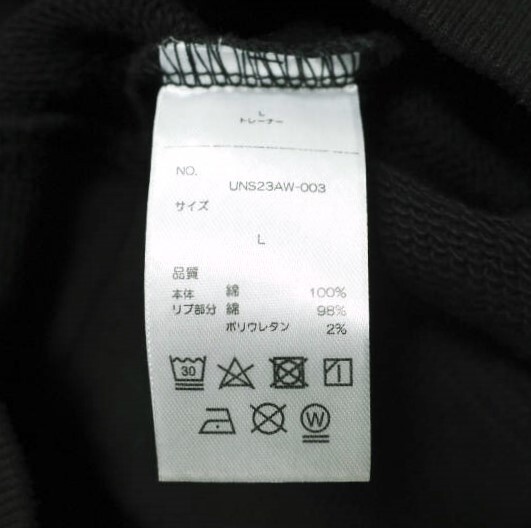 L
トレーナー
NO.
UNS23AW-003
サイズ
L
品質
本体 綿 100%
リブ部分 綿 98%
ポリウレタン 2%
30
W